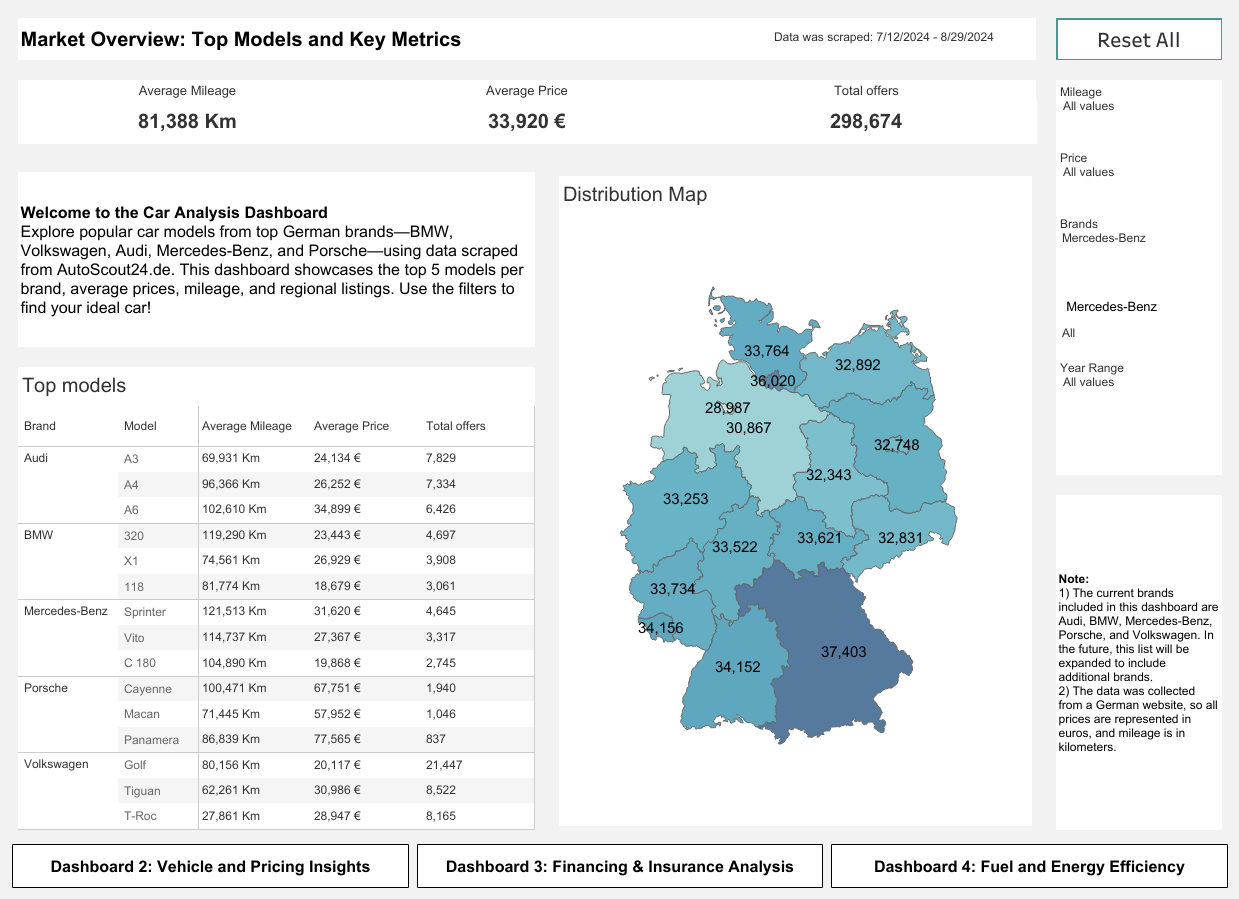 Market Overview: Top Models and Key Metrics
Data was scraped: 7/12/2024 - 8/29/2024
Reset All
Average Mileage
81,388 Km
Average Price
33,920 €
Total offers
298,674
Mileage
All values
Price
All values
Brands
Mercedes-Benz
Mercedes-Benz
All
Year Range
All values
Welcome to the Car Analysis Dashboard
Explore popular car models from top German brands—BMW,
Volkswagen, Audi, Mercedes-Benz, and Porsche—using data scraped
from AutoScout24.de. This dashboard showcases the top 5 models per
brand, average prices, mileage, and regional listings. Use the filters to
find your ideal car!
Top models
Brand Model Average Mileage Average Price Total offers
Audi A3 69,931 Km 24,134 € 7,829
A4 96,366 Km 26,252 € 7,334
A6 102,610 Km 34,899 € 6,426
BMW 320 119,290 Km 23,443 € 4,697
X1 74,561 Km 26,929 € 3,908
118 81,774 Km 18,679 € 3,061
Mercedes-Benz Sprinter 121,513 Km 31,620 € 4,645
Vito 114,737 Km 27,367 € 3,317
C 180 104,890 Km 19,868 € 2,745
Porsche Cayenne 100,471 Km 67,751 € 1,940
Macan 71,445 Km 57,952 € 1,046
Panamera 86,839 Km 77,565 € 837
Volkswagen Golf 80,156 Km 20,117 € 21,447
Tiguan 62,261 Km 30,986 € 8,522
T-Roc 27,861 Km 28,947 € 8,165
Distribution Map
33,764
32,892
36,020
28,987
30,867
32,748
32,343
33,253
33,522
33,621
32,831
33,734
34,156
34,152
37,403
Note:
1) The current brands
included in this dashboard are
Audi, BMW, Mercedes-Benz,
Porsche, and Volkswagen. In
the future, this list will be
expanded to include
additional brands.
2) The data was collected
from a German website, so all
prices are represented in
euros, and mileage is in
kilometers.
Dashboard 2: Vehicle and Pricing Insights
Dashboard 3: Financing & Insurance Analysis
Dashboard 4: Fuel and Energy Efficiency